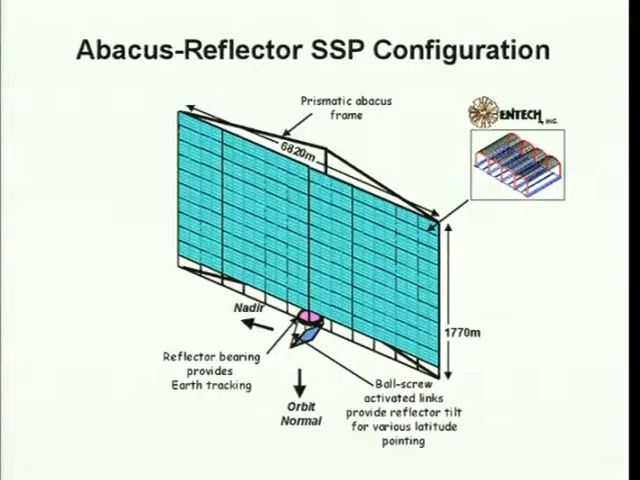 Abacus-Reflector SSP Configuration
Prismatic abacus
frame
ENTECH, INC.
6820m
1770m
Nadir
Reflector bearing
provides
Earth tracking
Orbit
Normal
Ball-screw
activated links
provide reflector tilt
for various latitude
pointing